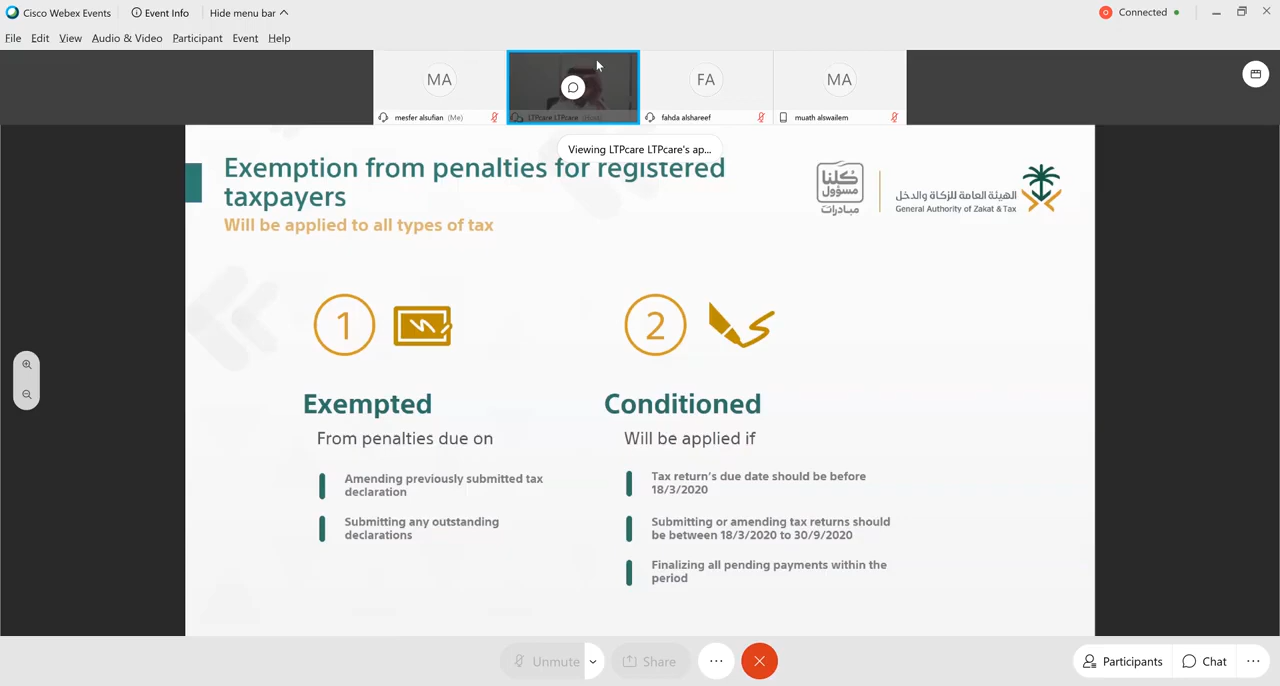 Cisco Webex Events
Event Info
Hide menu bar
Connected
File Edit View Audio & Video Participant Event Help
MA
FA
MA
mesfer alsufian (Me)
LTPcare LTPcare (Host)
fahda alshareef
muath alswailem
Viewing LTPcare LTPcare's ap...
Exemption from penalties for registered
taxpayers
Will be applied to all types of tax
كلنا
مسؤول
مبادرات
الهيئة العامة للزكاة والدخل
General Authority of Zakat & Tax
1
2
Exempted
From penalties due on
Amending previously submitted tax
declaration
Submitting any outstanding
declarations
Conditioned
Will be applied if
Tax return's due date should be before
18/3/2020
Submitting or amending tax returns should
be between 18/3/2020 to 30/9/2020
Finalizing all pending payments within the
period
Unmute
Share
Participants
Chat